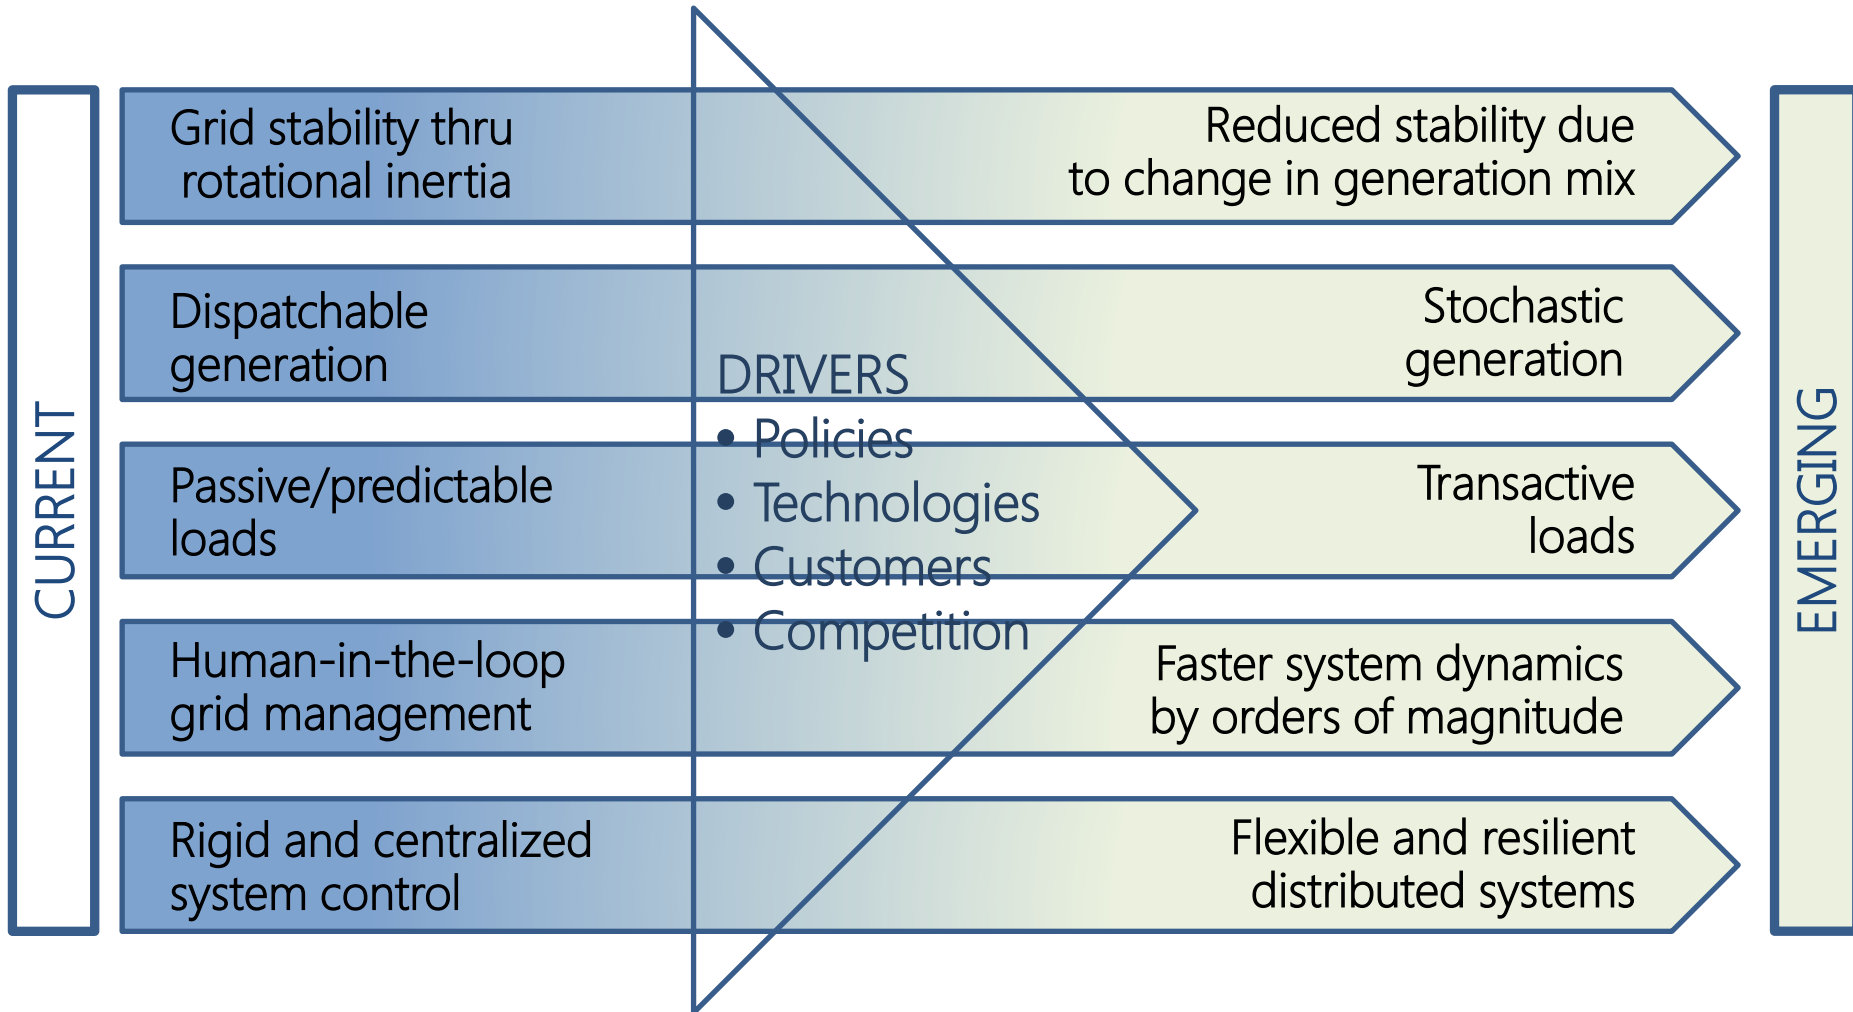 CURRENT
Grid stability thru
rotational inertia
Reduced stability due
to change in generation mix
Dispatchable
generation
Stochastic
generation
Passive/predictable
loads
Transactive
loads
Human-in-the-loop
grid management
Faster system dynamics
by orders of magnitude
Rigid and centralized
system control
Flexible and resilient
distributed systems
DRIVERS
• Policies
• Technologies
• Customers
• Competition
EMERGING